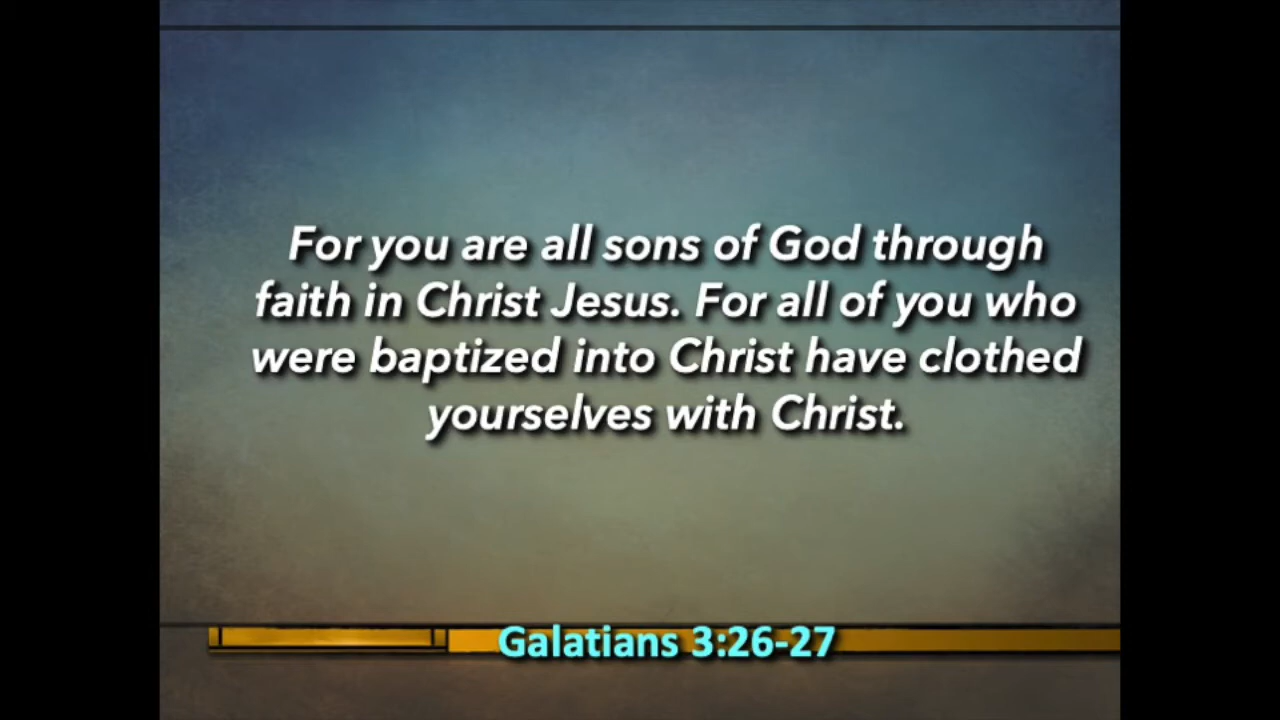 For you are all sons of God through
faith in Christ Jesus. For all of you who
were baptized into Christ have clothed
yourselves with Christ.
Galatians 3:26-27